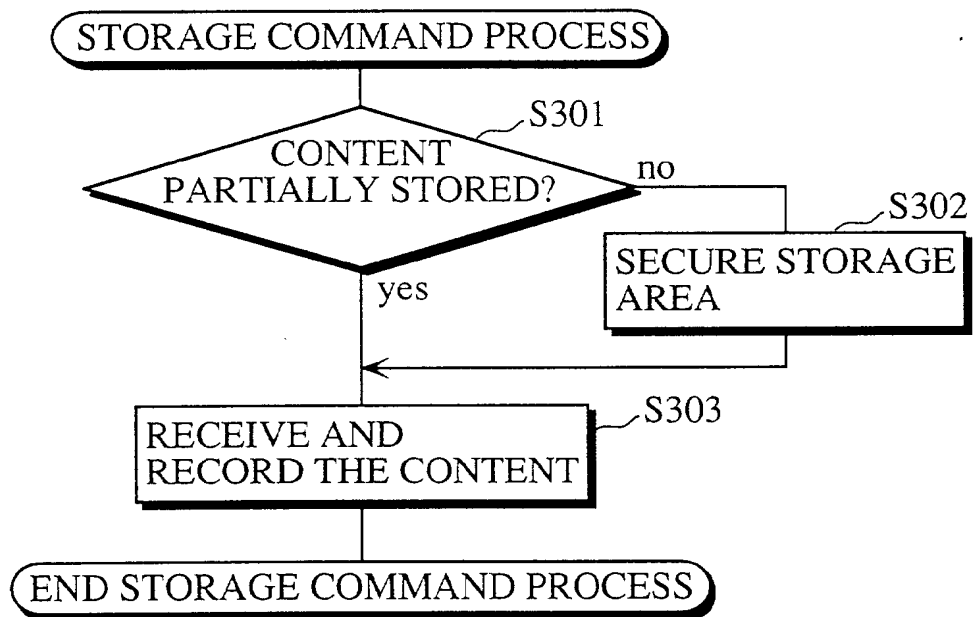 STORAGE COMMAND PROCESS
S301
CONTENT
PARTIALLY STORED?
no
S302
SECURE STORAGE
AREA
yes
S303
RECEIVE AND
RECORD THE CONTENT
END STORAGE COMMAND PROCESS